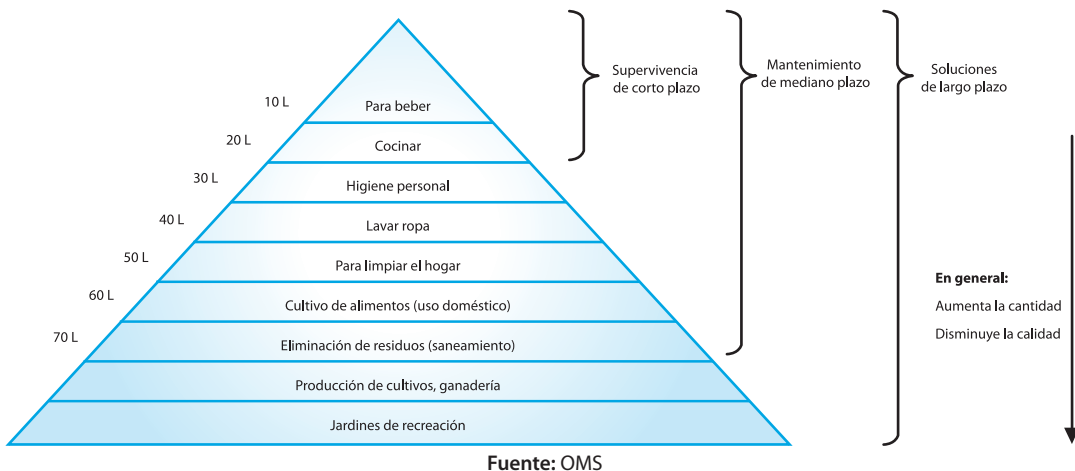 10 L
Para beber
20 L
Cocinar
30 L
Higiene personal
40 L
Lavar ropa
50 L
Para limpiar el hogar
60 L
Cultivo de alimentos (uso doméstico)
70 L
Eliminación de residuos (saneamiento)
Producción de cultivos, ganadería
Jardines de recreación
Supervivencia
de corto plazo
Mantenimiento
de mediano plazo
Soluciones
de largo plazo
En general:
Aumenta la cantidad
Disminuye la calidad
Fuente: OMS